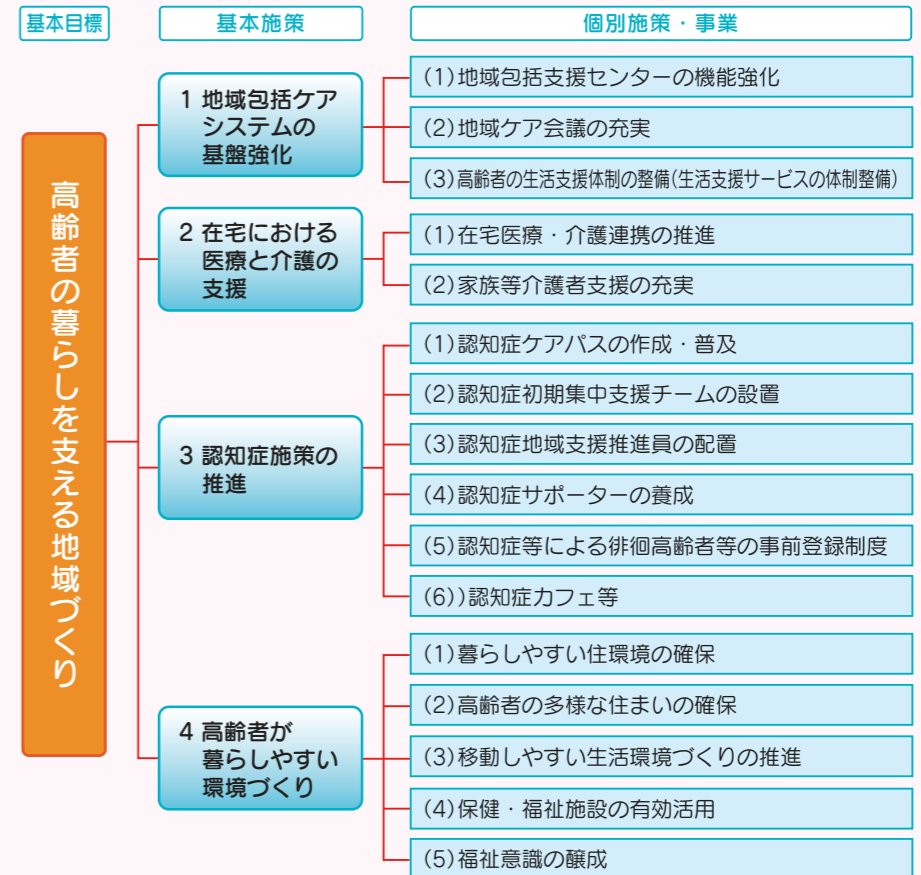 基本目標
基本施策
個別施策・事業
高齢者の暮らしを支える地域づくり
1 地域包括ケア
システムの
基盤強化
(1)地域包括支援センターの機能強化
(2)地域ケア会議の充実
(3)高齢者の生活支援体制の整備(生活支援サービスの体制整備)
2 在宅における
医療と介護の
支援
(1)在宅医療・介護連携の推進
(2)家族等介護者支援の充実
3 認知症施策の
推進
(1)認知症ケアパスの作成・普及
(2)認知症初期集中支援チームの設置
(3)認知症地域支援推進員の配置
(4)認知症サポーターの養成
(5)認知症等による徘徊高齢者等の事前登録制度
(6))認知症カフェ等
4 高齢者が
暮らしやすい
環境づくり
(1)暮らしやすい住環境の確保
(2)高齢者の多様な住まいの確保
(3)移動しやすい生活環境づくりの推進
(4)保健・福祉施設の有効活用
(5)福祉意識の醸成